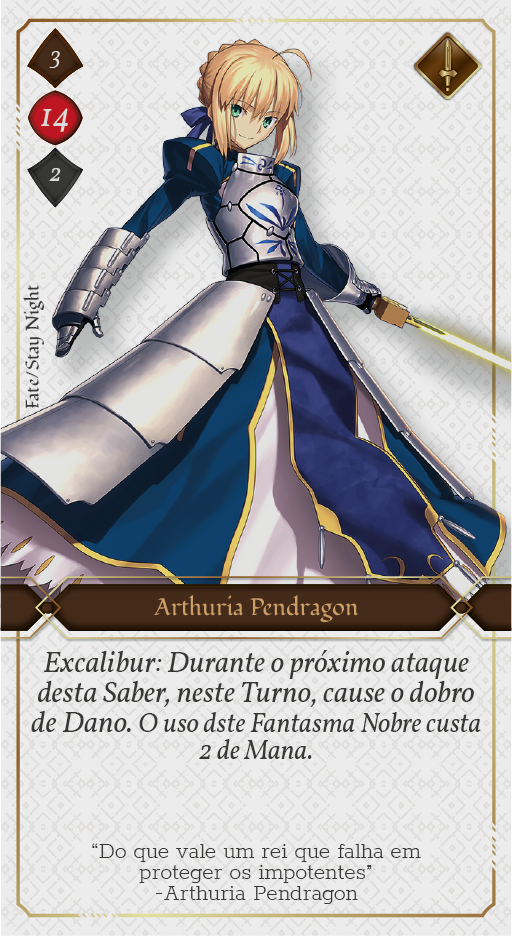 3
14
2
Fate/Stay Night
Arthuria Pendragon
Excalibur: Durante o próximo ataque
desta Saber, neste Turno, cause o dobro
de Dano. O uso dste Fantasma Nobre custa
2 de Mana.
“Do que vale um rei que falha em
proteger os impotentes”
-Arthuria Pendragon